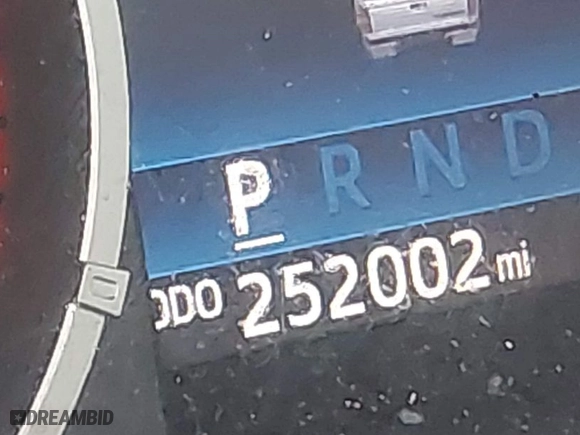 P R N D
ODO 252002 mi
DREAMBID